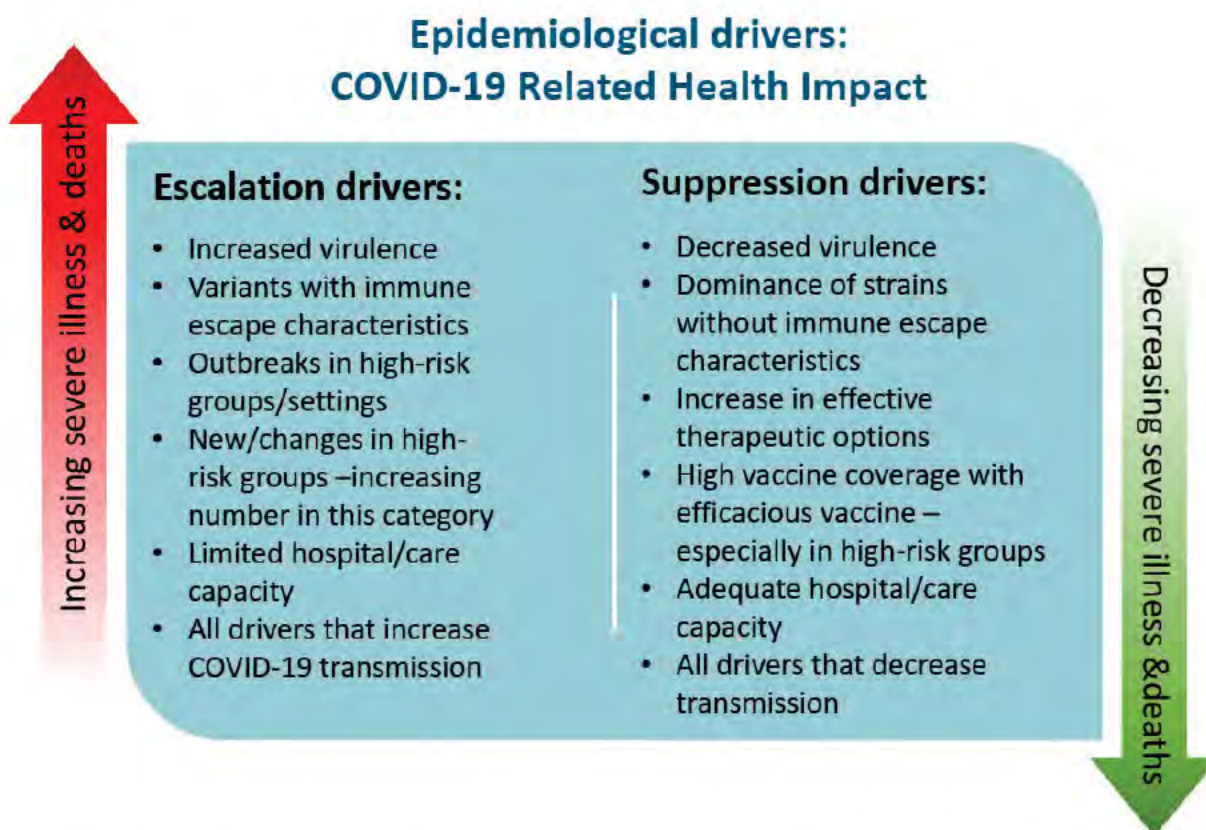 Epidemiological drivers:
COVID-19 Related Health Impact
Increasing severe illness & deaths
Escalation drivers:
• Increased virulence
• Variants with immune
escape characteristics
• Outbreaks in high-risk
groups/settings
• New/changes in high-
risk groups –increasing
number in this category
• Limited hospital/care
capacity
• All drivers that increase
COVID-19 transmission
Suppression drivers:
• Decreased virulence
• Dominance of strains
without immune escape
characteristics
• Increase in effective
therapeutic options
• High vaccine coverage with
efficacious vaccine –
especially in high-risk groups
• Adequate hospital/care
capacity
• All drivers that decrease
transmission
Decreasing severe illness &deaths